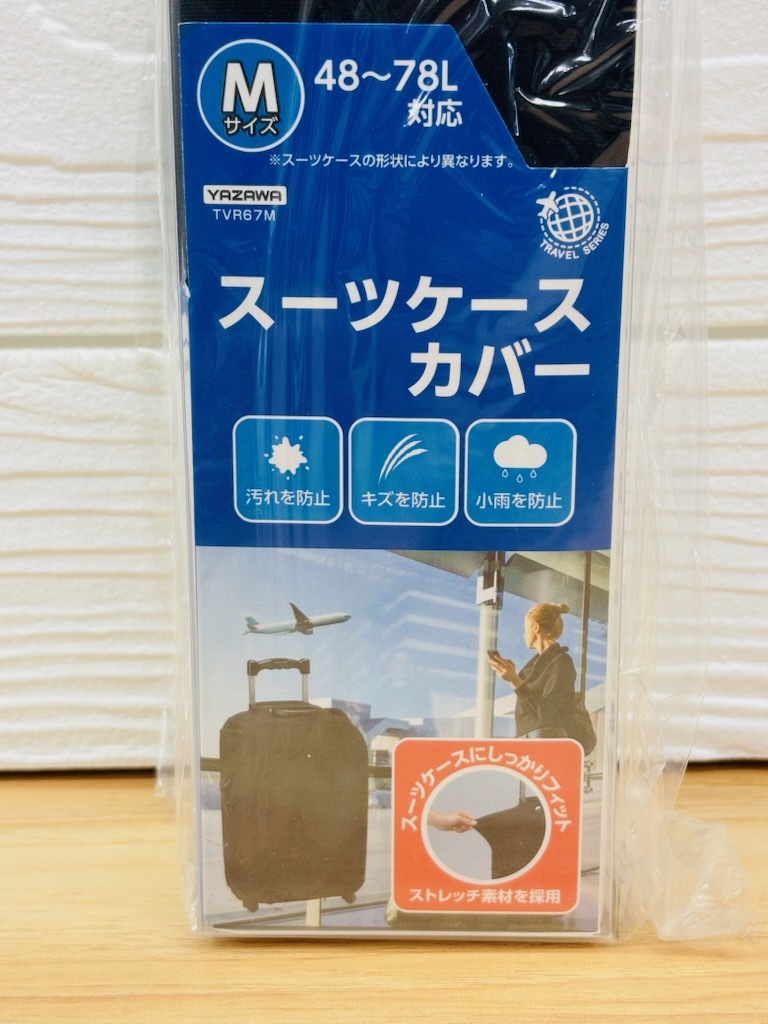 M
サイズ
48～78L
対応
※スーツケースの形状により異なります。
YAZAWA
TVR67M
TRAVEL SERIES
スーツケース
カバー
汚れを防止
キズを防止
小雨を防止
スーツケースにしっかりフィット
ストレッチ素材を採用